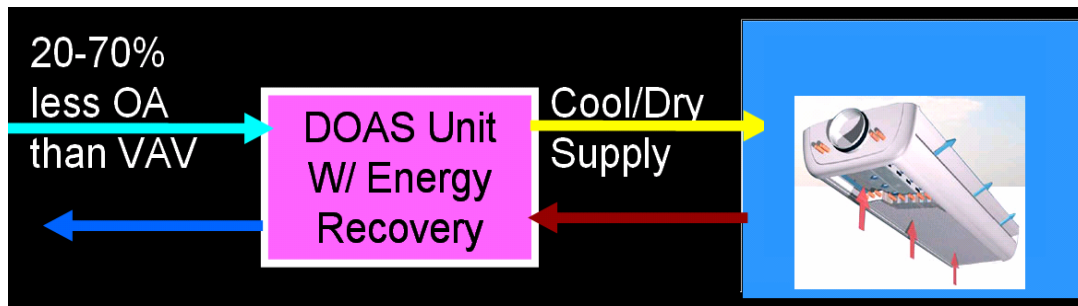 20-70%
less OA
than VAV
DOAS Unit
W/ Energy
Recovery
Cool/Dry
Supply